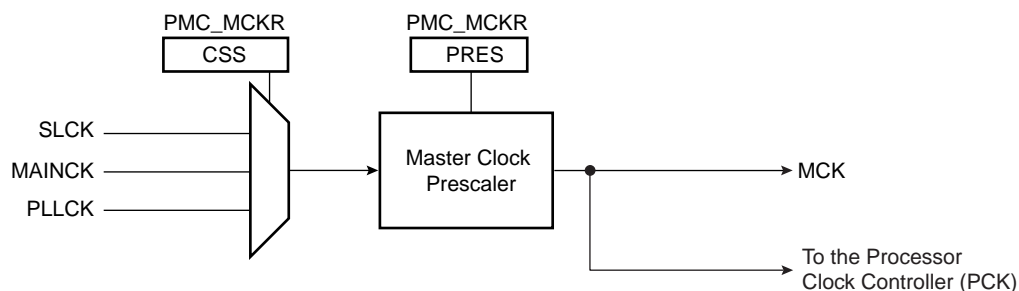 PMC_MCKR
PMC_MCKR
CSS
PRES
SLCK
MAINCK
PLLCK
Master Clock
Prescaler
MCK
To the Processor
Clock Controller (PCK)